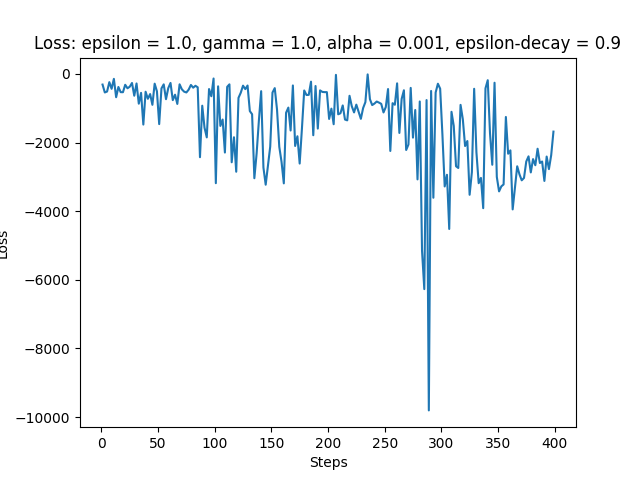 Loss: epsilon = 1.0, gamma = 1.0, alpha = 0.001, epsilon-decay = 0.9
0
−2000
−4000
−6000
−8000
−10000
Loss
0 50 100 150 200 250 300 350 400
Steps